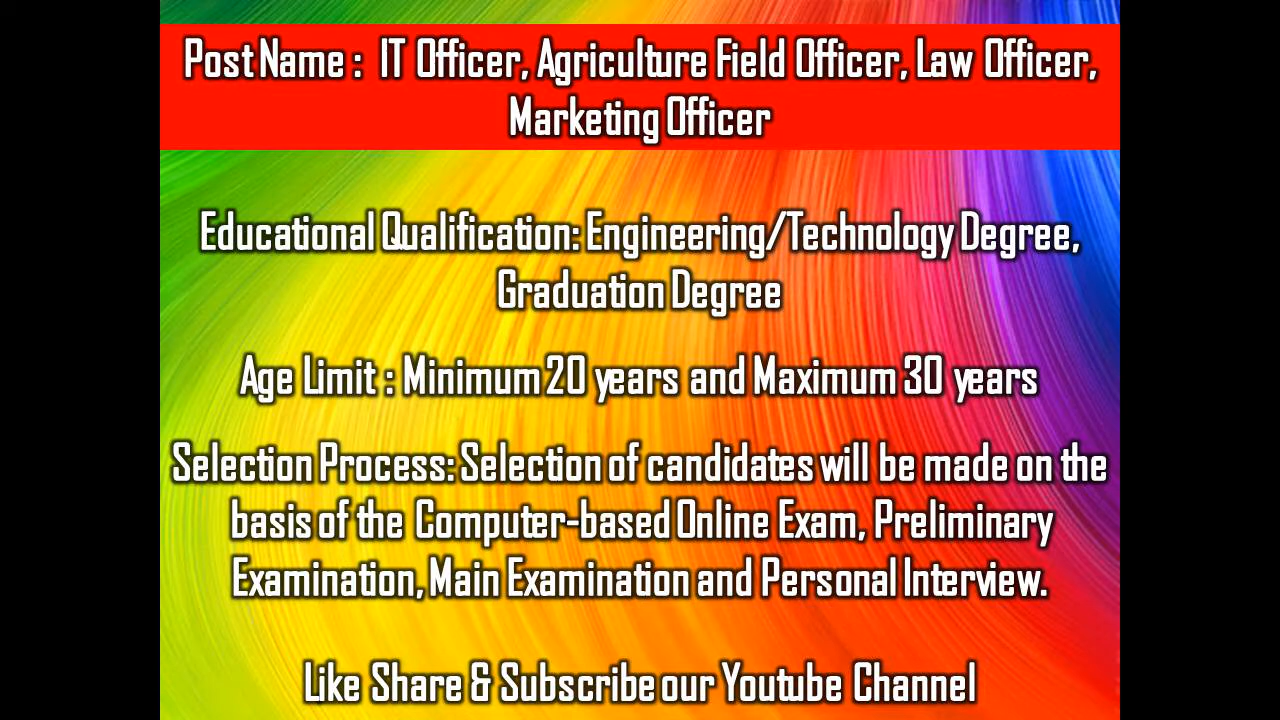 Post Name : IT Officer, Agriculture Field Officer, Law Officer,
Marketing Officer
Educational Qualification: Engineering/Technology Degree,
Graduation Degree
Age Limit : Minimum 20 years and Maximum 30 years
Selection Process: Selection of candidates will be made on the
basis of the Computer-based Online Exam, Preliminary
Examination, Main Examination and Personal Interview.
Like Share & Subscribe our Youtube Channel